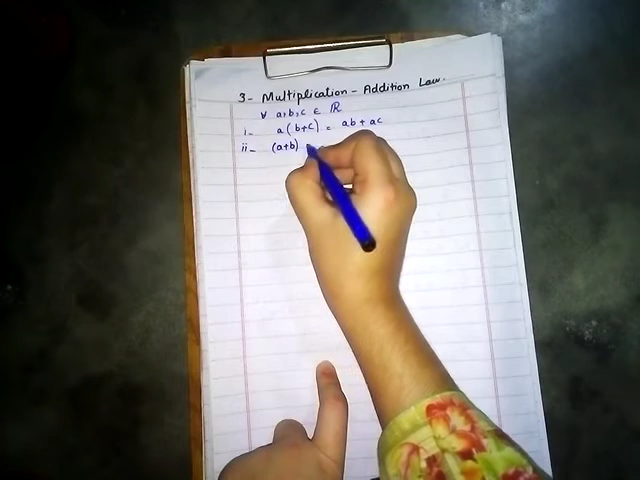 3- Multiplication - Addition Law.
∀ a,b,c ∈ ℝ
i- a(b+c) = ab + ac
ii- (a+b)